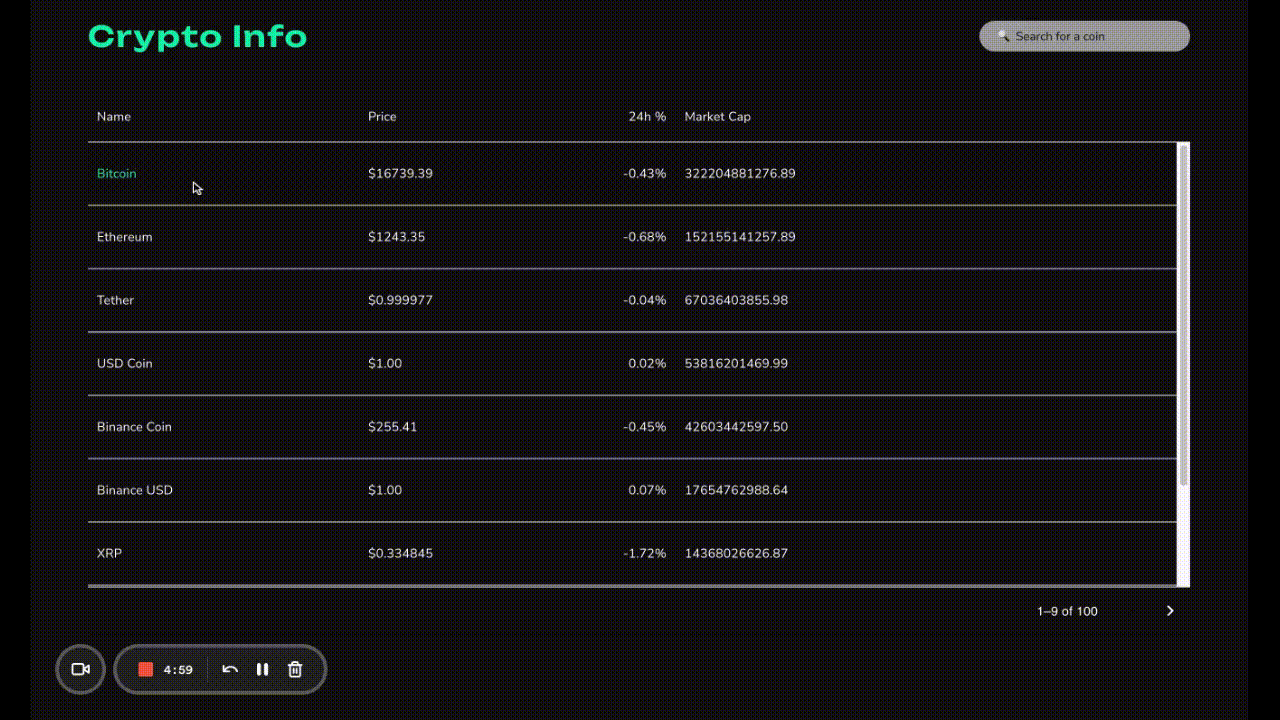 Crypto Info
Search for a coin
Name Price 24h % Market Cap
Bitcoin $16739.39 -0.43% 322204881276.89
Ethereum $1243.35 -0.68% 152155141257.89
Tether $0.999977 -0.04% 67036403855.98
USD Coin $1.00 0.02% 53816201469.99
Binance Coin $255.41 -0.45% 42603442597.50
Binance USD $1.00 0.07% 17654762988.64
XRP $0.334845 -1.72% 14368026626.87
1–9 of 100
4:59